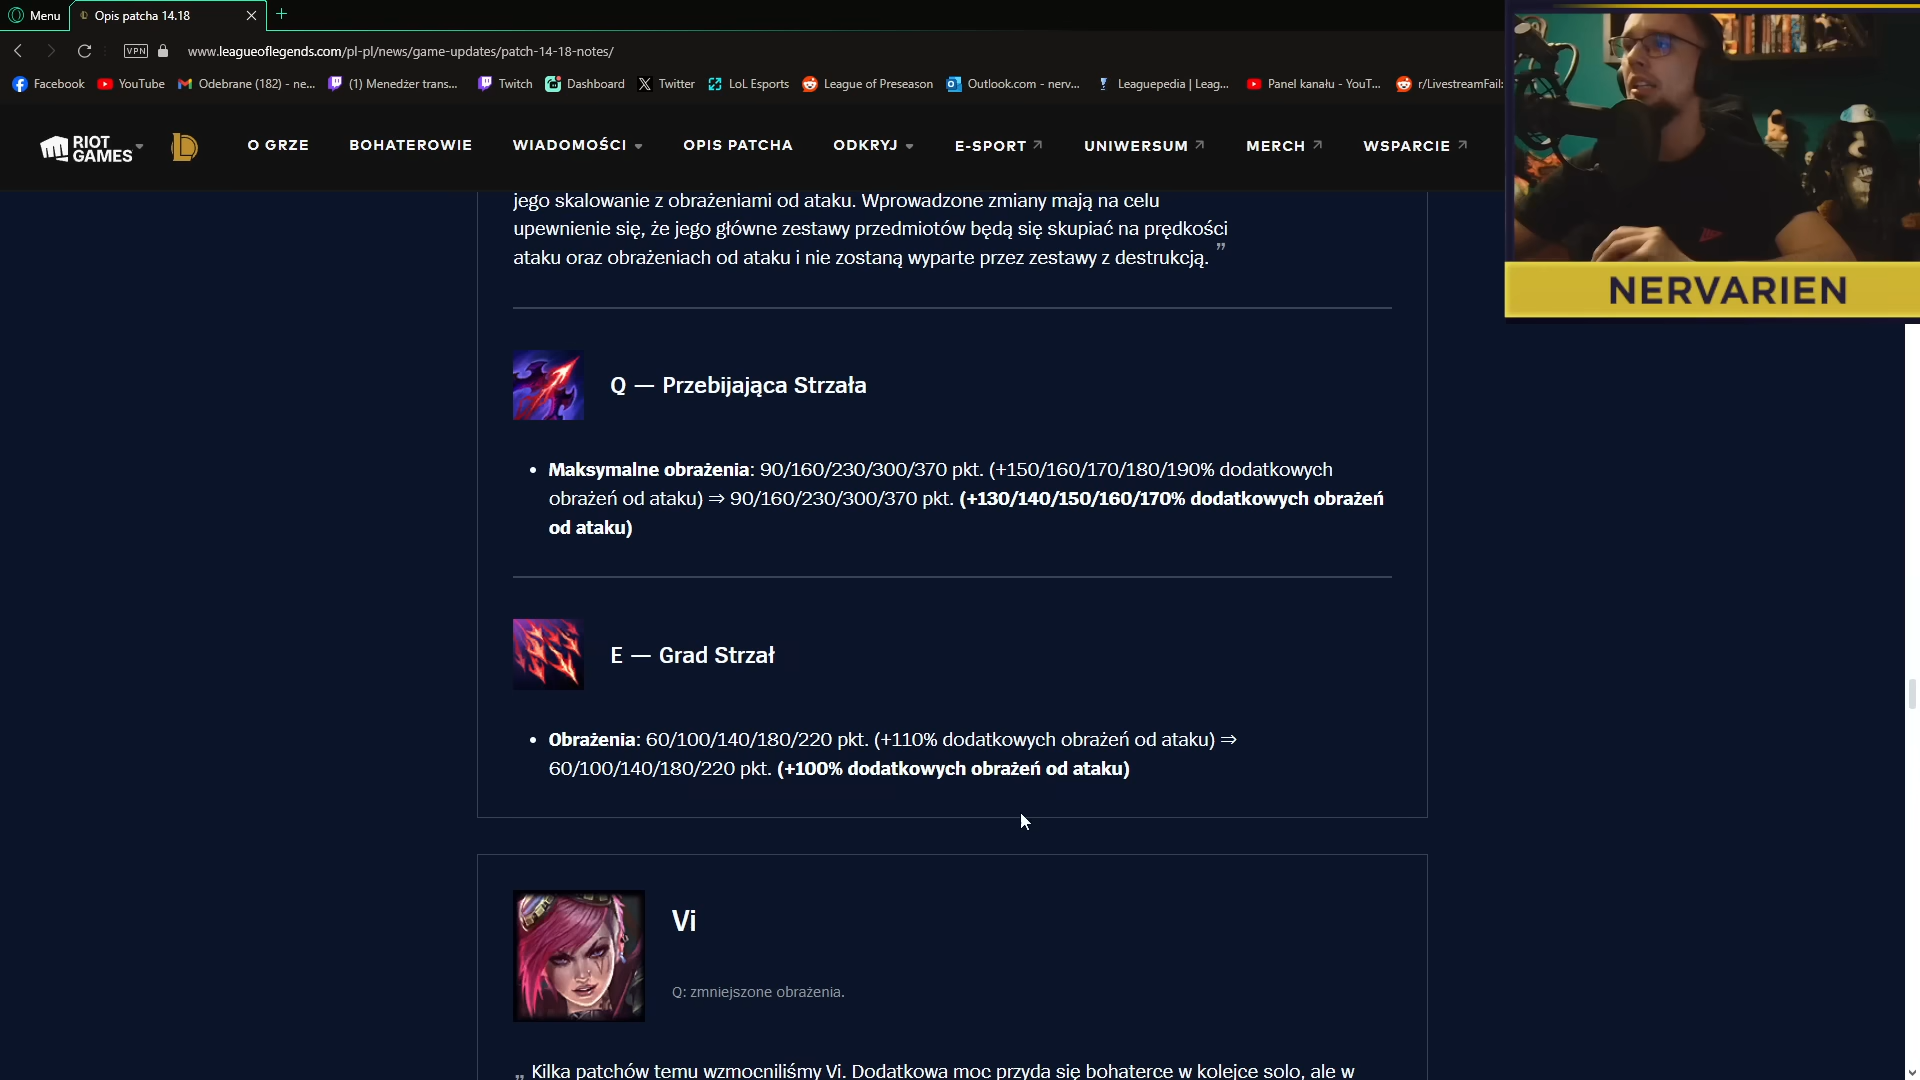 Menu
Opis patcha 14.18
VPN
www.leagueoflegends.com/pl-pl/news/game-updates/patch-14-18-notes/
Facebook
YouTube
Odebrane (182) - ne...
(1) Menedżer trans...
Twitch
Dashboard
Twitter
LoL Esports
League of Preseason
Outlook.com - nerv...
Leaguepedia | Leag...
Panel kanału - YouT...
r/LivestreamFail:
RIOT GAMES
O GRZE
BOHATEROWIE
WIADOMOŚCI
OPIS PATCHA
ODKRYJ
E-SPORT
UNIWERSUM
MERCH
WSPARCIE
NERVARIEN
jego skalowanie z obrażeniami od ataku. Wprowadzone zmiany mają na celu
upewnienie się, że jego główne zestawy przedmiotów będą się skupiać na prędkości
ataku oraz obrażeniach od ataku i nie zostaną wyparte przez zestawy z destrukcją. ”
Q — Przebijająca Strzała
• Maksymalne obrażenia: 90/160/230/300/370 pkt. (+150/160/170/180/190% dodatkowych
obrażeń od ataku) ⇒ 90/160/230/300/370 pkt. (+130/140/150/160/170% dodatkowych obrażeń
od ataku)
E — Grad Strzał
• Obrażenia: 60/100/140/180/220 pkt. (+110% dodatkowych obrażeń od ataku) ⇒
60/100/140/180/220 pkt. (+100% dodatkowych obrażeń od ataku)
Vi
Q: zmniejszone obrażenia.
„ Kilka patchów temu wzmocniliśmy Vi. Dodatkowa moc przyda się bohaterce w kolejce solo, ale w